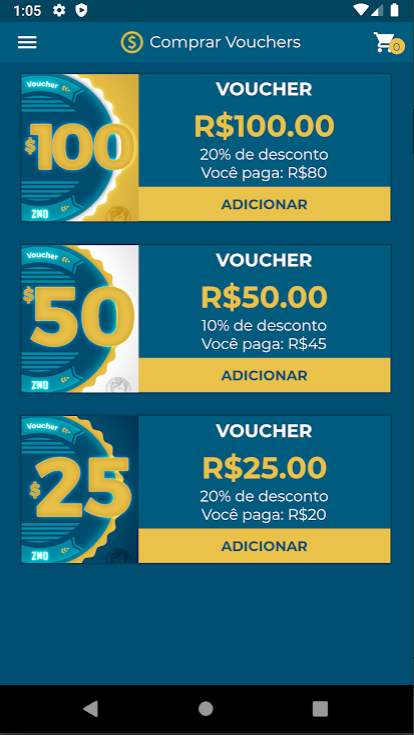 1:05
Comprar Vouchers
0
Voucher
$100
ZND
VOUCHER
R$100.00
20% de desconto
Você paga: R$80
ADICIONAR
Voucher
$50
ZND
VOUCHER
R$50.00
10% de desconto
Você paga: R$45
ADICIONAR
Voucher
$25
ZND
VOUCHER
R$25.00
20% de desconto
Você paga: R$20
ADICIONAR